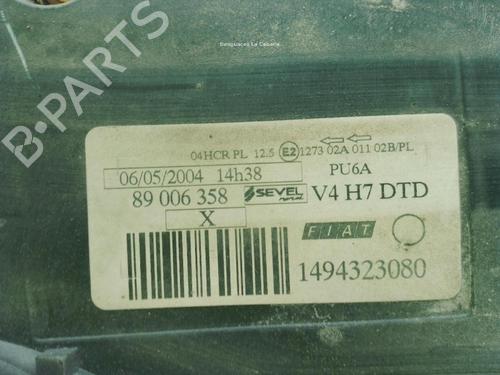 Desguaces La Cabaña
04HCR PL 12.5 E2 1273 02A 011 02B/PL
06/05/2004 14h38 PU6A
89 006 358 SEVEL V4 H7 DTD
X FIAT
1494323080
B-PARTS